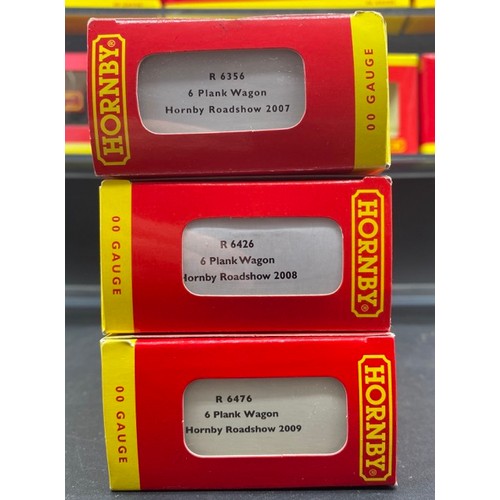 HORNBY®
R 6356
6 Plank Wagon
Hornby Roadshow 2007
00 GAUGE
00 GAUGE
R 6426
6 Plank Wagon
Hornby Roadshow 2008
HORNBY®
00 GAUGE
R 6476
6 Plank Wagon
Hornby Roadshow 2009
HORNBY®